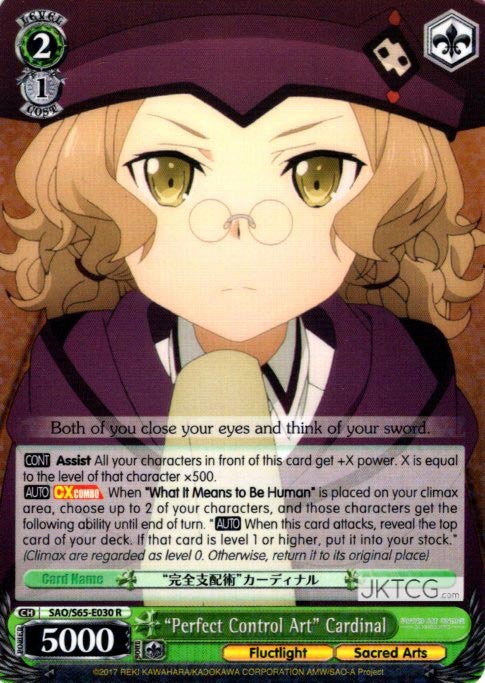 LEVEL
2
1
COST
Both of you close your eyes and think of your sword.
CONT Assist All your characters in front of this card get +X power. X is equal
to the level of that character ×500.
AUTO CXCOMBO When "What It Means to Be Human" is placed on your climax
area, choose up to 2 of your characters, and those characters get the
following ability until end of turn. "AUTO When this card attacks, reveal the top
card of your deck. If that card is level 1 or higher, put it into your stock."
(Climax are regarded as level 0. Otherwise, return it to its original place)
Card Name
“完全支配術”カーディナル
JKTCG.com
CH SAO/S65-E030 R
POWER 5000 SOUL
"Perfect Control Art" Cardinal
Fluctlight
Sacred Arts
©2017 REKI KAWAHARA/KADOKAWA CORPORATION AMW/SAO-A Project